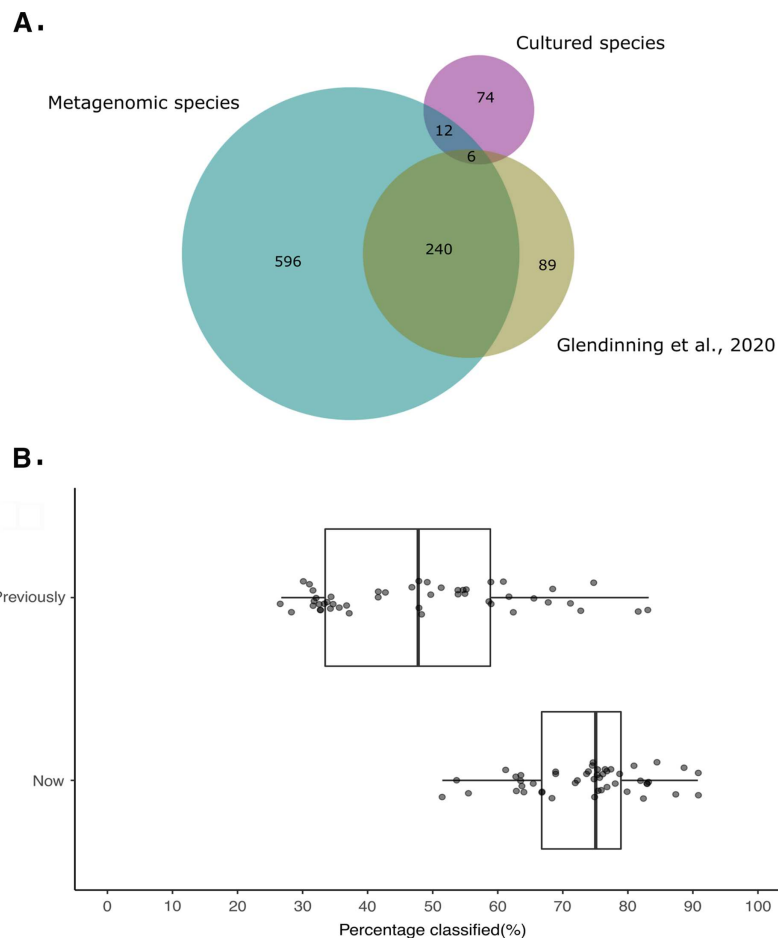 A.
Cultured species
Metagenomic species
74
12
6
240
596
89
Glendinning et al., 2020
B.
Previously
Now
0 10 20 30 40 50 60 70 80 90 100
Percentage classified(%)